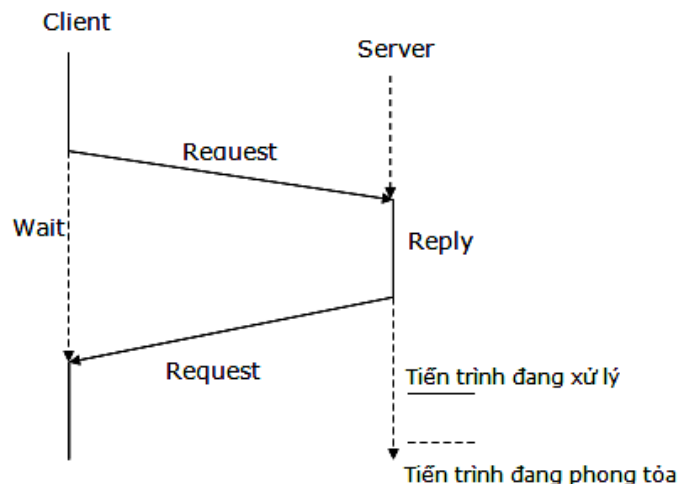 Client
Server
Request
Wait
Reply
Request
Tiến trình đang xử lý
Tiến trình đang phong tỏa